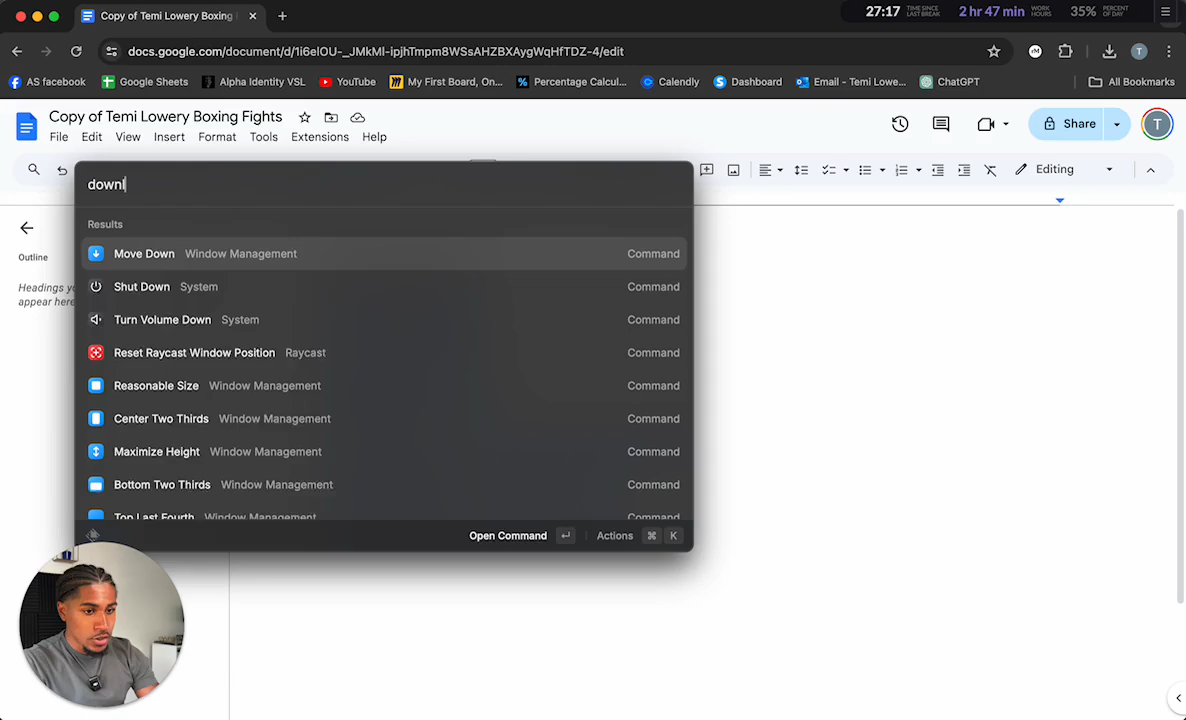 Copy of Temi Lowery Boxing
27:17 TIME SINCE LAST BREAK 2 hr 47 min WORK HOURS 35% PERCENT OF DAY
docs.google.com/document/d/1i6elOU-_JMkMI-ipjhTmpm8WSsAHZBXAygWqHfTDZ-4/edit
T
AS facebook Google Sheets Alpha Identity VSL YouTube My First Board, On... Percentage Calcul... Calendly Dashboard Email - Temi Lowe... ChatGPT All Bookmarks
Copy of Temi Lowery Boxing Fights
File Edit View Insert Format Tools Extensions Help
Share T
Editing
downl
Results
Outline
Headings yo
appear here
Move Down Window Management Command
Shut Down System Command
Turn Volume Down System Command
Reset Raycast Window Position Raycast Command
Reasonable Size Window Management Command
Center Two Thirds Window Management Command
Maximize Height Window Management Command
Bottom Two Thirds Window Management Command
Top Last Fourth Window Management Command
Open Command ↵ Actions ⌘ K